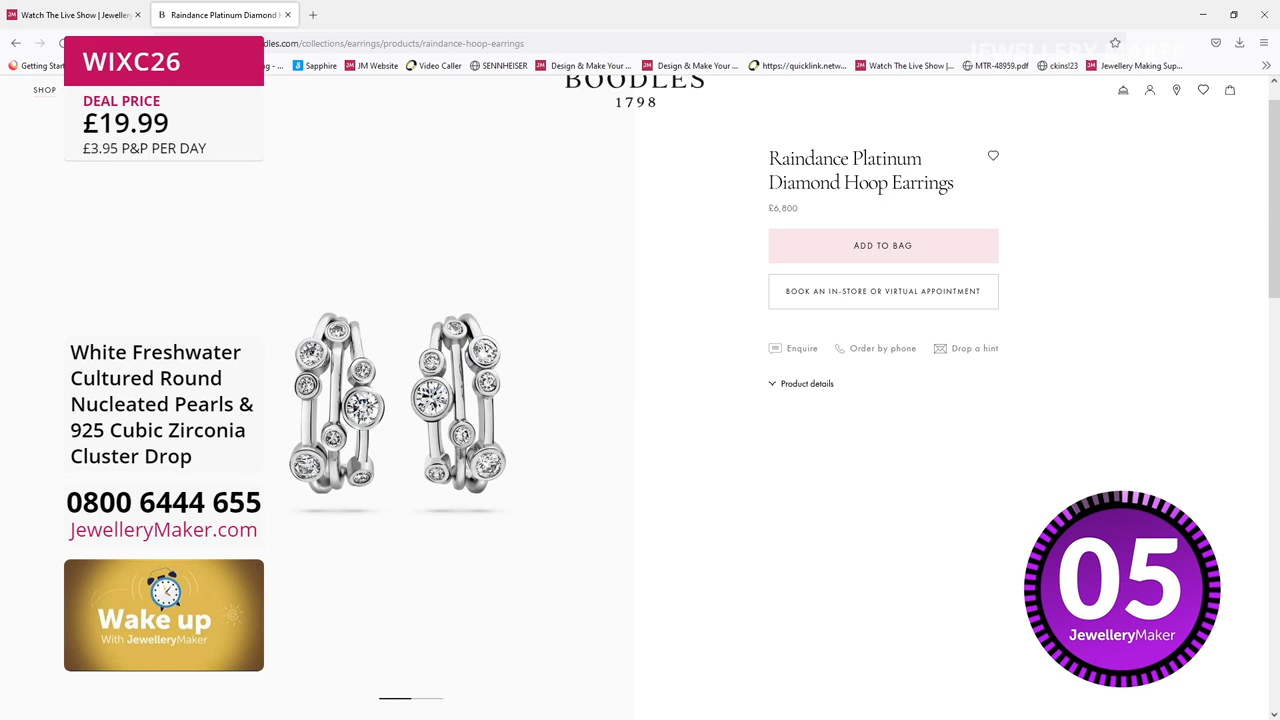 Watch The Live Show | Jeweller
Raindance Platinum Diamond H
dles.com/collections/earrings/products/raindance-hoop-earrings
JEWELLERY MAKER
Getting Start
g - ...
Sapphire
JM Website
Video Caller
SENNHEISER
Design & Make Your ...
Design & Make Your ...
https://quicklink.netw...
Watch The Live Show |...
MTR-48959.pdf
ckins!23
Jewellery Making Sup...
WIXC26
DEAL PRICE
£19.99
£3.95 P&P PER DAY
SHOP
BOODLES
1798
Raindance Platinum
Diamond Hoop Earrings
£6,800
ADD TO BAG
BOOK AN IN-STORE OR VIRTUAL APPOINTMENT
Enquire
Order by phone
Drop a hint
Product details
White Freshwater
Cultured Round
Nucleated Pearls &
925 Cubic Zirconia
Cluster Drop
0800 6444 655
JewelleryMaker.com
Wake up
With JewelleryMaker
05
JewelleryMaker